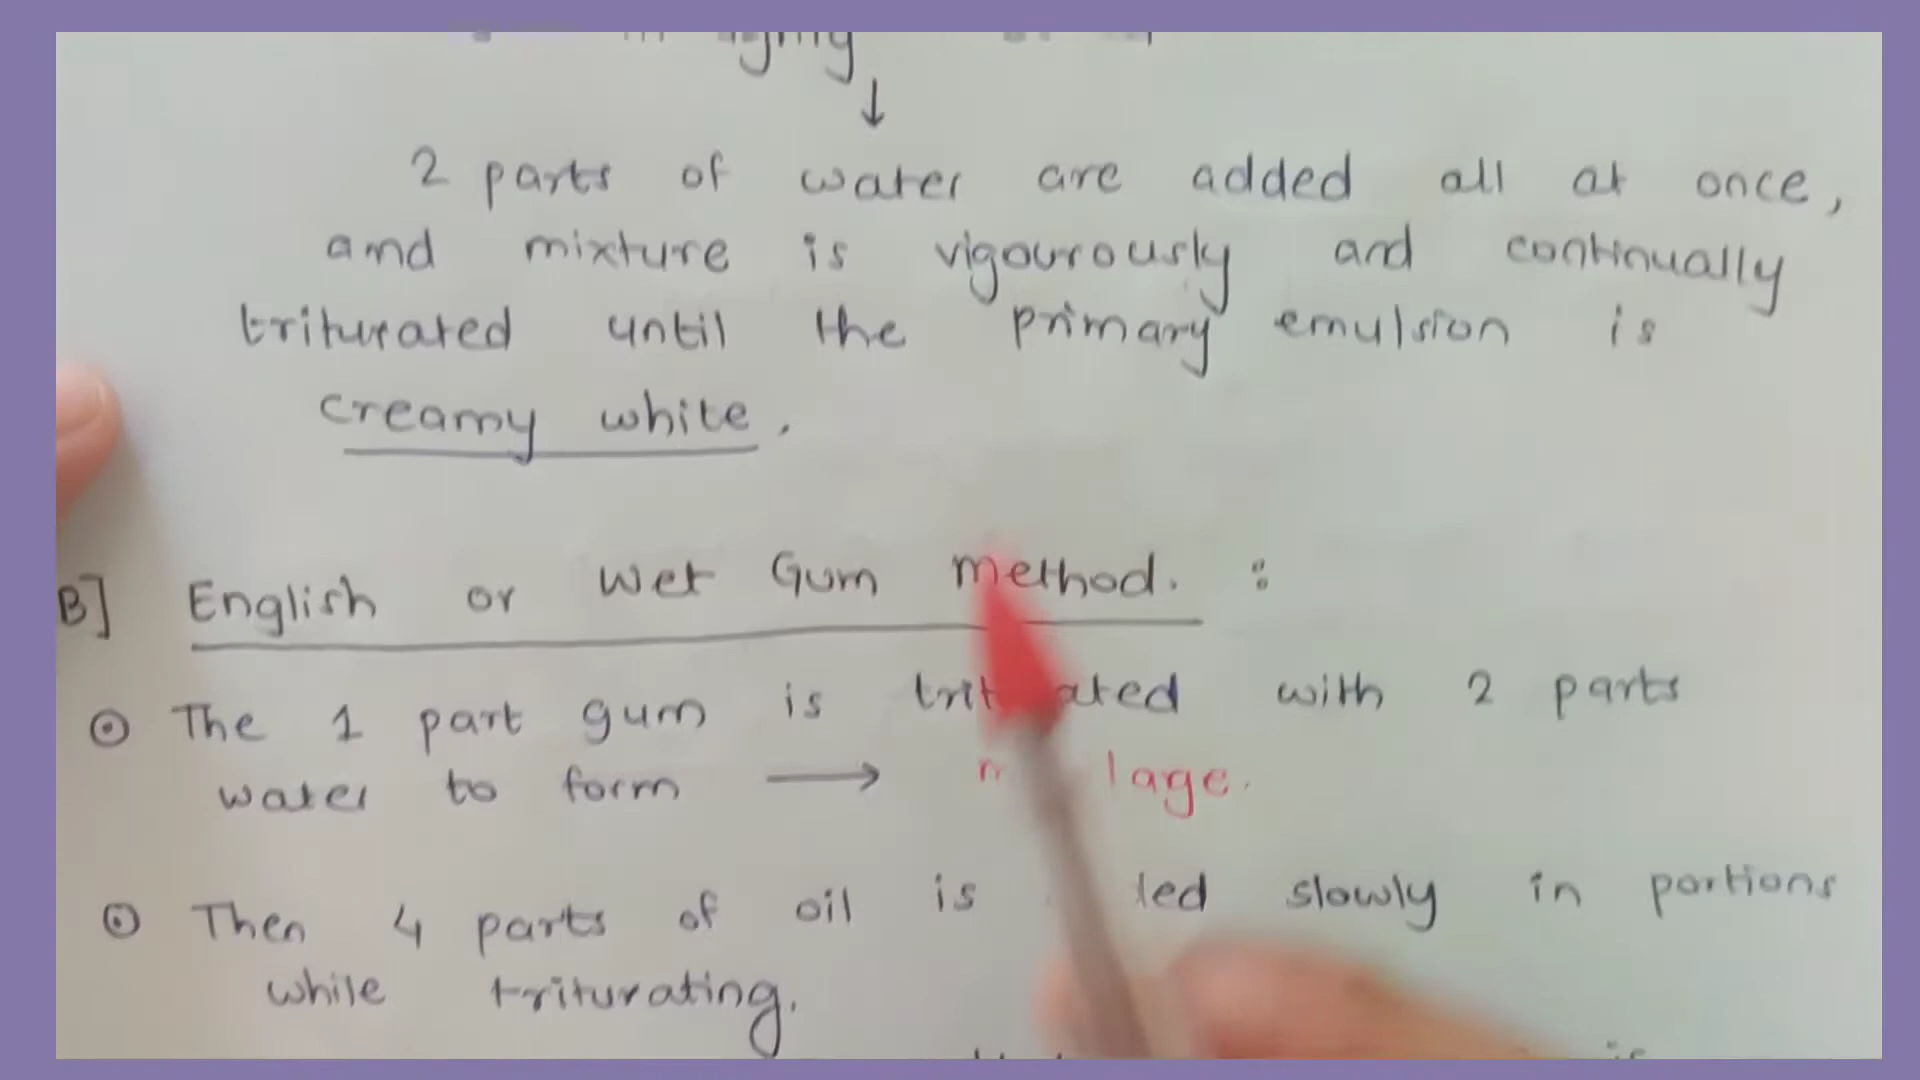 ↓
2 parts of water are added all at once,
and mixture is vigourously and continually
triturated until the primary emulsion is
creamy white.
B] English or Wet Gum method. :
⊙ The 1 part gum is with 2 parts
water to form →
⊙ Then 4 parts of oil is slowly in portions
while triturating.